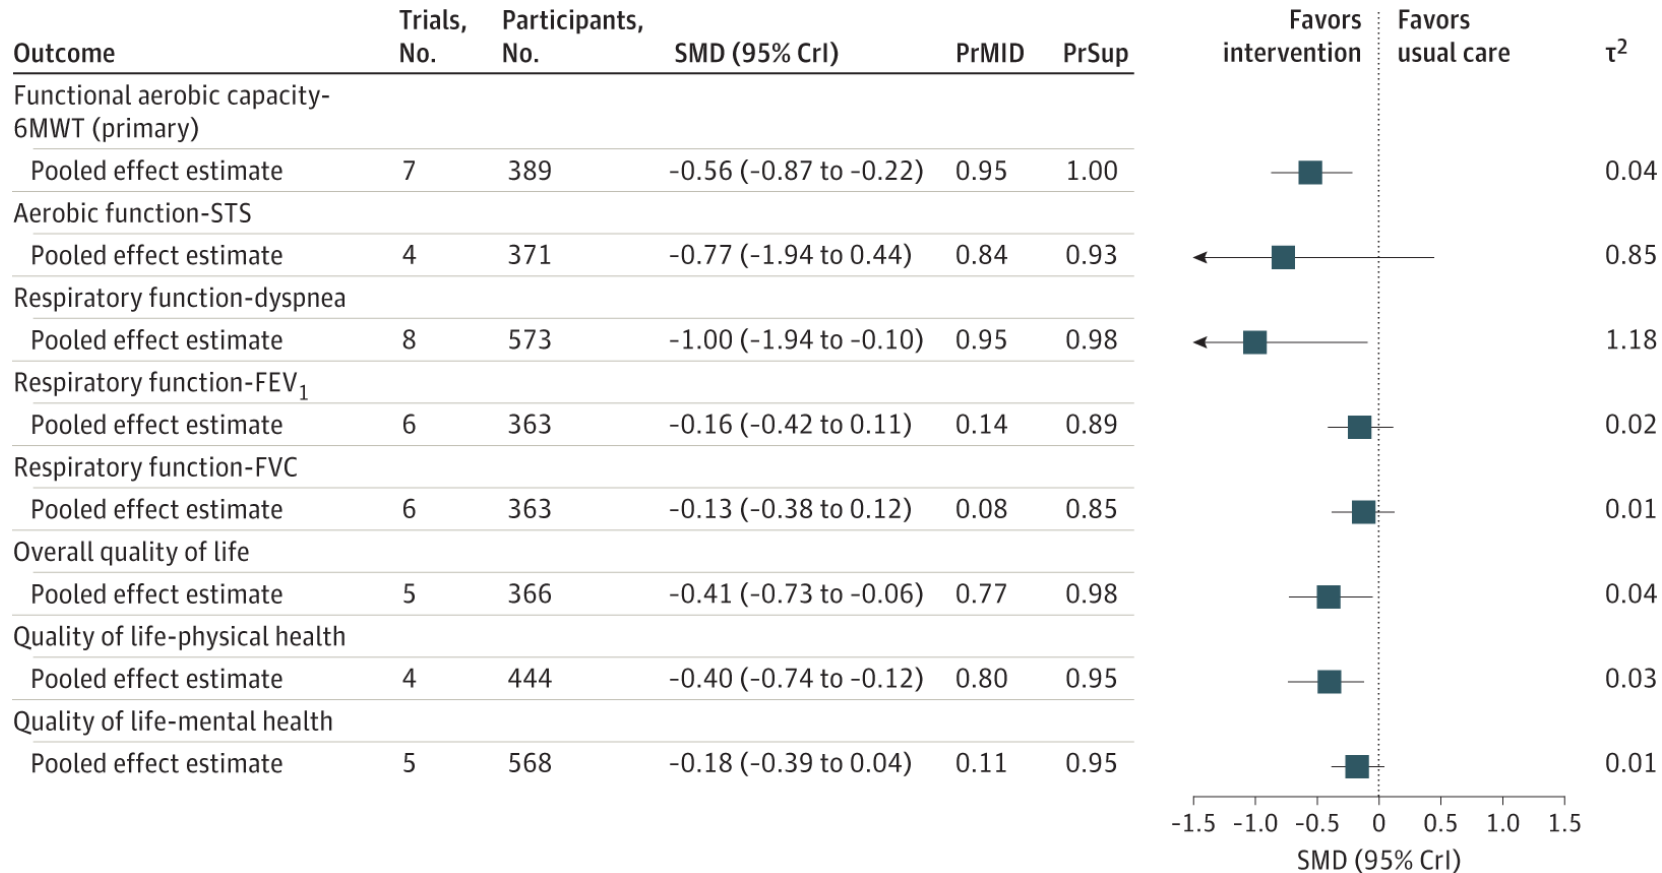 Outcome Trials, No. Participants, No. SMD (95% CrI) PrMID PrSup Favors intervention Favors usual care τ²
Functional aerobic capacity-
6MWT (primary)
Pooled effect estimate 7 389 -0.56 (-0.87 to -0.22) 0.95 1.00 0.04
Aerobic function-STS
Pooled effect estimate 4 371 -0.77 (-1.94 to 0.44) 0.84 0.93 0.85
Respiratory function-dyspnea
Pooled effect estimate 8 573 -1.00 (-1.94 to -0.10) 0.95 0.98 1.18
Respiratory function-FEV₁
Pooled effect estimate 6 363 -0.16 (-0.42 to 0.11) 0.14 0.89 0.02
Respiratory function-FVC
Pooled effect estimate 6 363 -0.13 (-0.38 to 0.12) 0.08 0.85 0.01
Overall quality of life
Pooled effect estimate 5 366 -0.41 (-0.73 to -0.06) 0.77 0.98 0.04
Quality of life-physical health
Pooled effect estimate 4 444 -0.40 (-0.74 to -0.12) 0.80 0.95 0.03
Quality of life-mental health
Pooled effect estimate 5 568 -0.18 (-0.39 to 0.04) 0.11 0.95 0.01
-1.5 -1.0 -0.5 0 0.5 1.0 1.5
SMD (95% CrI)